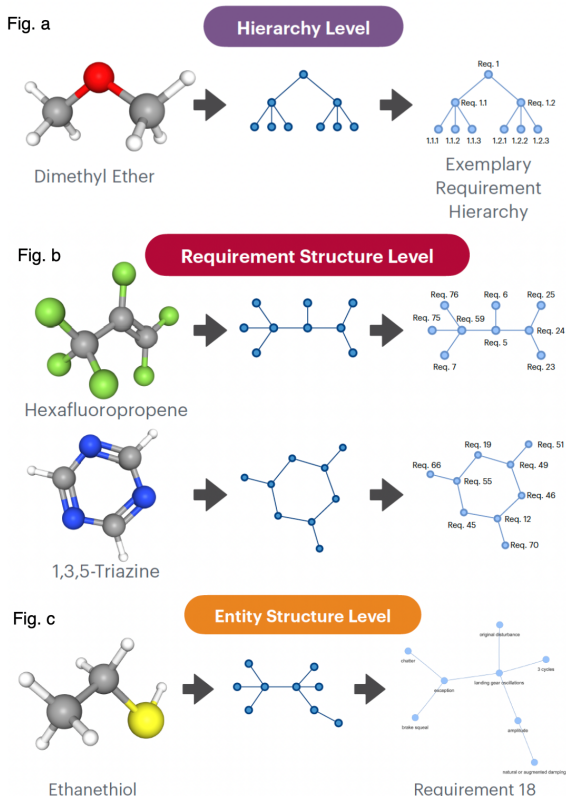 Fig. a
Hierarchy Level
Dimethyl Ether
Req. 1
Req. 1.1
Req. 1.2
1.1.1 1.1.2 1.1.3 1.2.1 1.2.2 1.2.3
Exemplary
Requirement
Hierarchy
Fig. b
Requirement Structure Level
Hexafluoropropene
Req. 76 Req. 6 Req. 25
Req. 75 Req. 59
Req. 24
Req. 5
Req. 7 Req. 23
1,3,5-Triazine
Req. 51
Req. 19
Req. 49
Req. 66
Req. 55
Req. 46
Req. 45 Req. 12
Req. 70
Fig. c
Entity Structure Level
Ethanethiol
original disturbance
chatter
3 cycles
exception
landing gear oscillations
brake squeal
amplitude
natural or augmented damping
Requirement 18